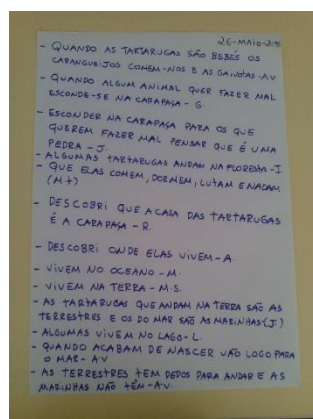 26-MAIO-2016
- QUANDO AS TARTARUGAS SÃO BEBÉS OS
CARANGUEIJOS COMEM-NOS E AS GAIVOTAS-AV
- QUANDO ALGUM ANIMAL QUER FAZER MAL
ESCONDE-SE NA CARAPAÇA - G.
- ESCONDER NA CARAPAÇA PARA OS QUE
QUEREM FAZER MAL PENSAR QUE É UMA
PEDRA - J.
- ALGUMAS TARTARUGAS ANDAM NA FLORESTA-I.
- QUE ELAS COMEM, DORMEM, LUTAM E NADAM
(M+)
- DESCOBRI QUE A CASA DAS TARTARUGAS
É A CARAPAÇA - R.
- DESCOBRI ONDE ELAS VIVEM-A.
- VIVEM NO OCEANO - M.
- VIVEM NA TERRA - M.S.
- AS TARTARUGAS QUE ANDAM NA TERRA SÃO AS
TERRESTRES E OS DO MAR SÃO AS MARINHAS (J.)
- ALGUMAS VIVEM NO LAGO-L.
- QUANDO ACABAM DE NASCER VÃO LOGO PARA
O MAR-AV
- AS TERRESTRES TEM DEDOS PARA ANDAR E AS
MARINHAS NÃO TÊM-AV.